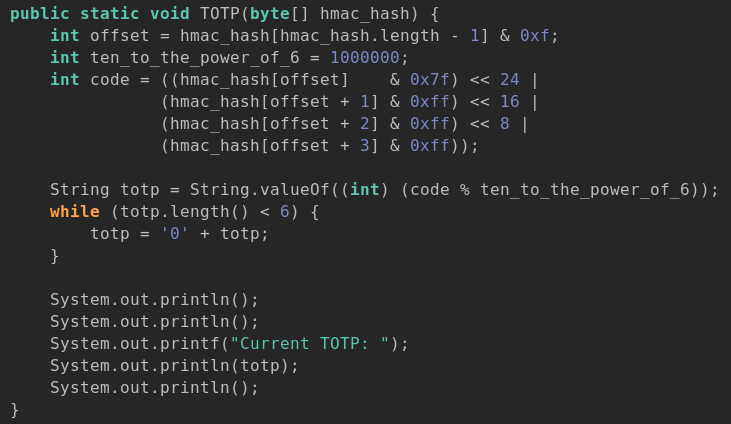 public static void TOTP(byte[] hmac_hash) {
    int offset = hmac_hash[hmac_hash.length - 1] & 0xf;
    int ten_to_the_power_of_6 = 1000000;
    int code = ((hmac_hash[offset]    & 0x7f) << 24 |
               (hmac_hash[offset + 1] & 0xff) << 16 |
               (hmac_hash[offset + 2] & 0xff) << 8 |
               (hmac_hash[offset + 3] & 0xff));

    String totp = String.valueOf((int) (code % ten_to_the_power_of_6));
    while (totp.length() < 6) {
        totp = '0' + totp;
    }

    System.out.println();
    System.out.println();
    System.out.printf("Current TOTP: ");
    System.out.println(totp);
    System.out.println();
}